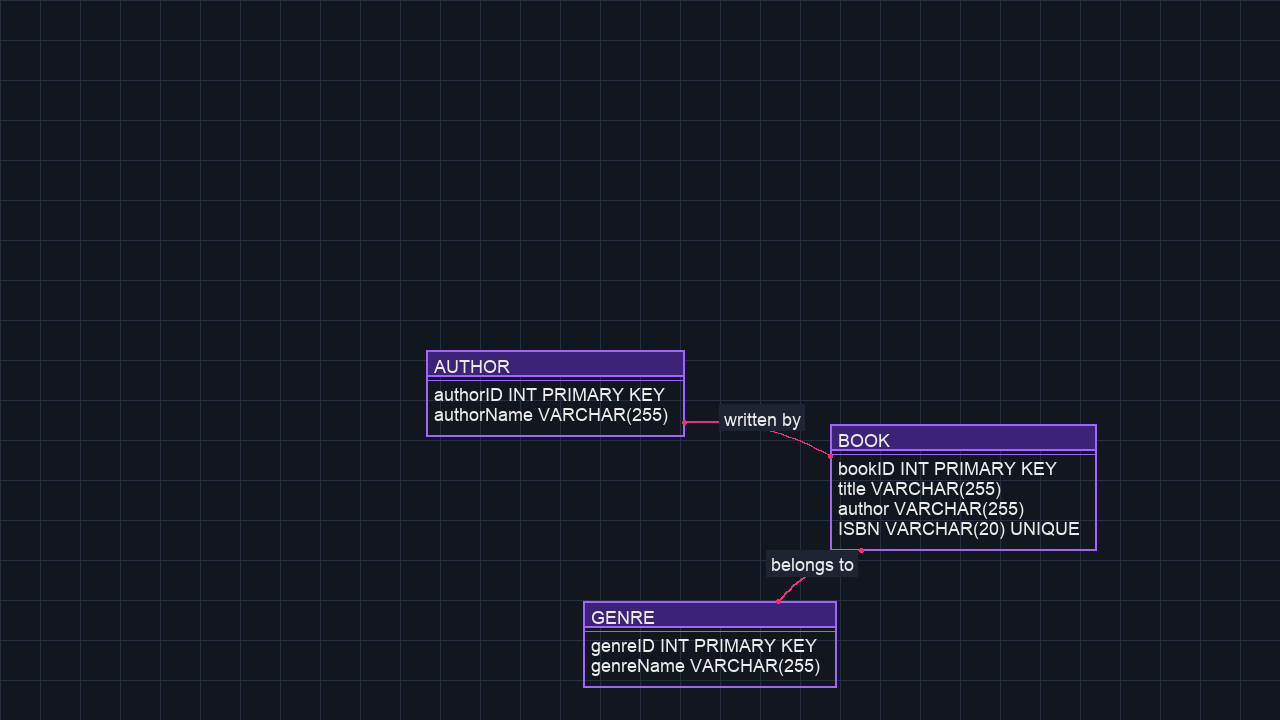 AUTHOR
authorID INT PRIMARY KEY
authorName VARCHAR(255)
written by
BOOK
bookID INT PRIMARY KEY
title VARCHAR(255)
author VARCHAR(255)
ISBN VARCHAR(20) UNIQUE
belongs to
GENRE
genreID INT PRIMARY KEY
genreName VARCHAR(255)